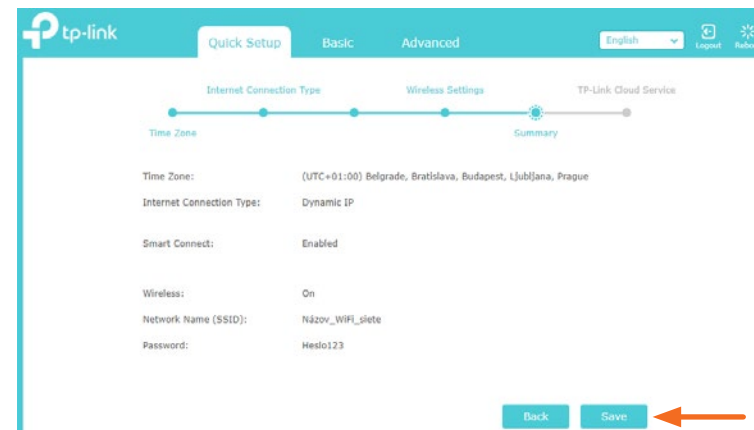 tp-link
Quick Setup Basic Advanced English Logout
Internet Connection Type Wireless Settings TP-Link Cloud Service
Time Zone Summary
Time Zone: (UTC+01:00) Belgrade, Bratislava, Budapest, Ljubljana, Prague
Internet Connection Type: Dynamic IP
Smart Connect: Enabled
Wireless: On
Network Name (SSID): Názov_WiFi_siete
Password: Heslo123
Back Save